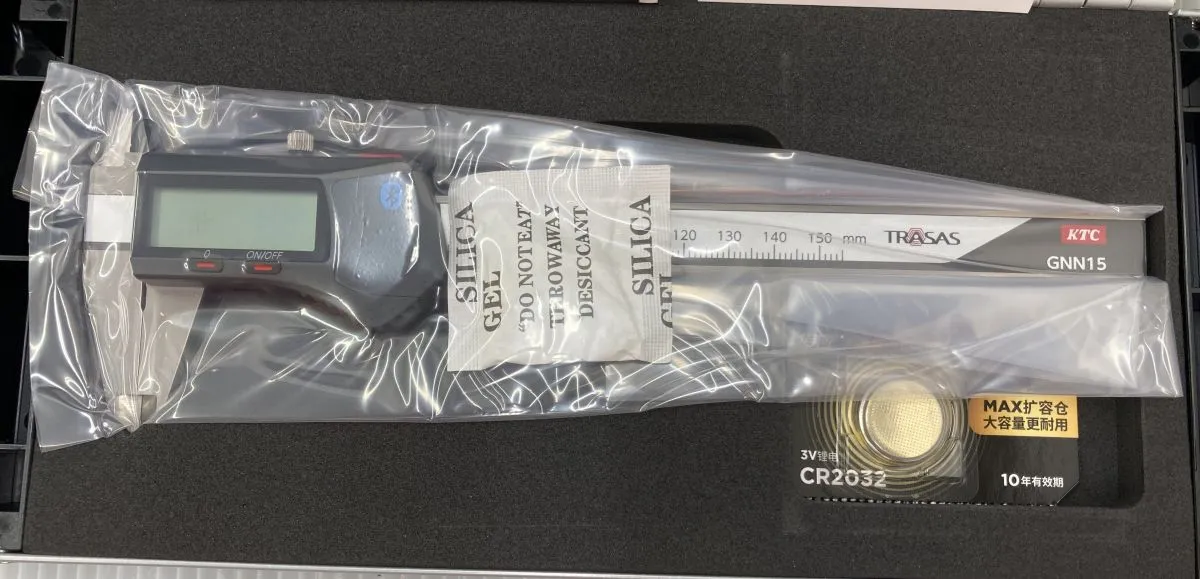 0
ON/OFF
SILICA
GEL
"DO NOT EAT"
THROW AWAY
DESICCANT
SILICA
GEL
120 130 140 150 mm
TRASAS
KTC
GNN15
MAX扩容仓
大容量更耐用
3V锂电
CR2032
10年有效期